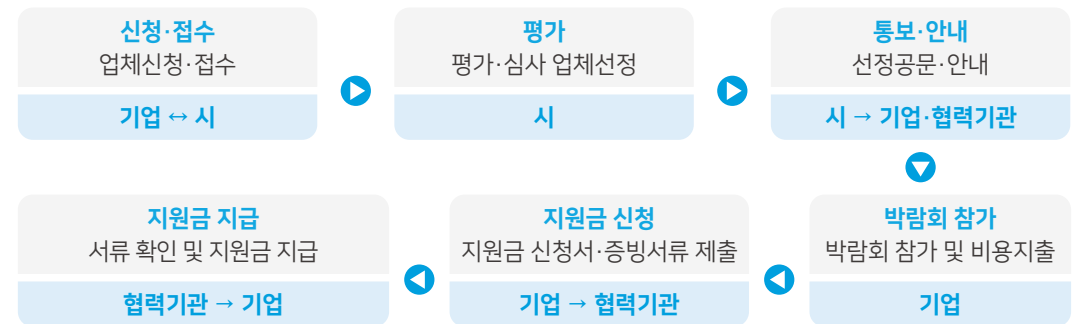 신청·접수
업체신청·접수
기업 ↔ 시
평가
평가·심사 업체선정
시
통보·안내
선정공문·안내
시 → 기업·협력기관
박람회 참가
박람회 참가 및 비용지출
기업
지원금 신청
지원금 신청서·증빙서류 제출
기업 → 협력기관
지원금 지급
서류 확인 및 지원금 지급
협력기관 → 기업